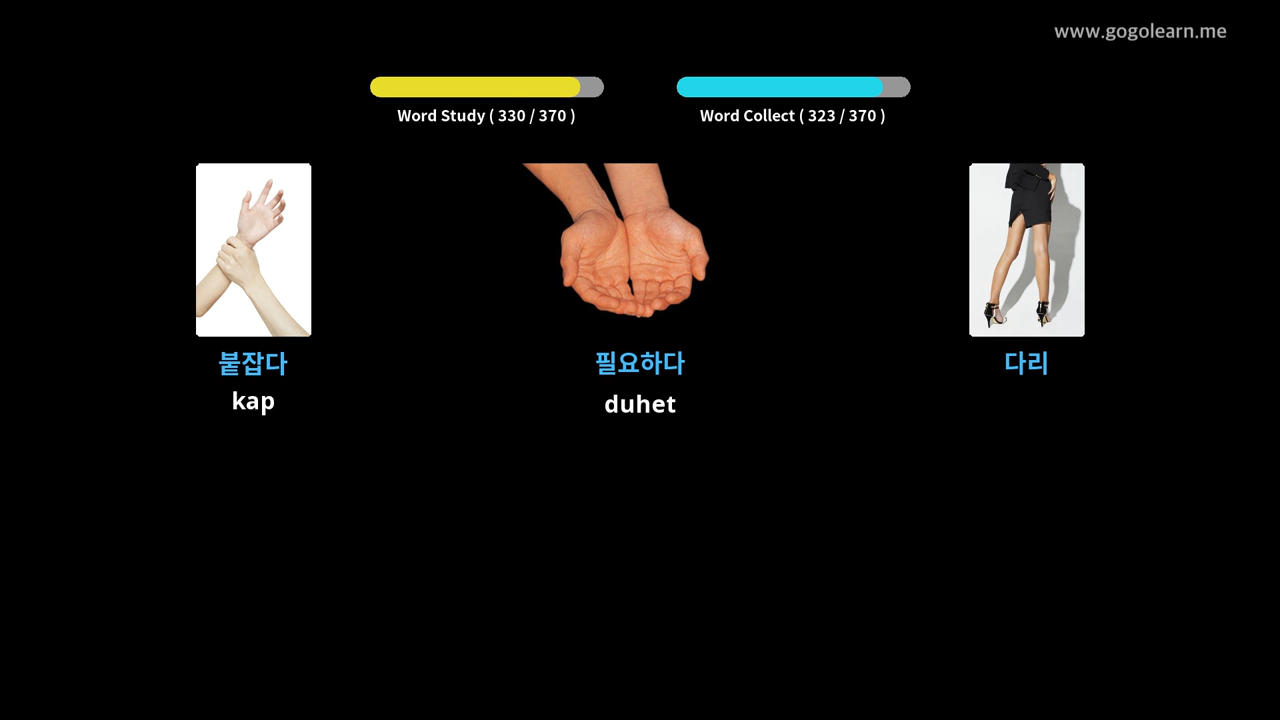 www.gogolearn.me
Word Study ( 330 / 370 )
Word Collect ( 323 / 370 )
붙잡다
kap
필요하다
duhet
다리